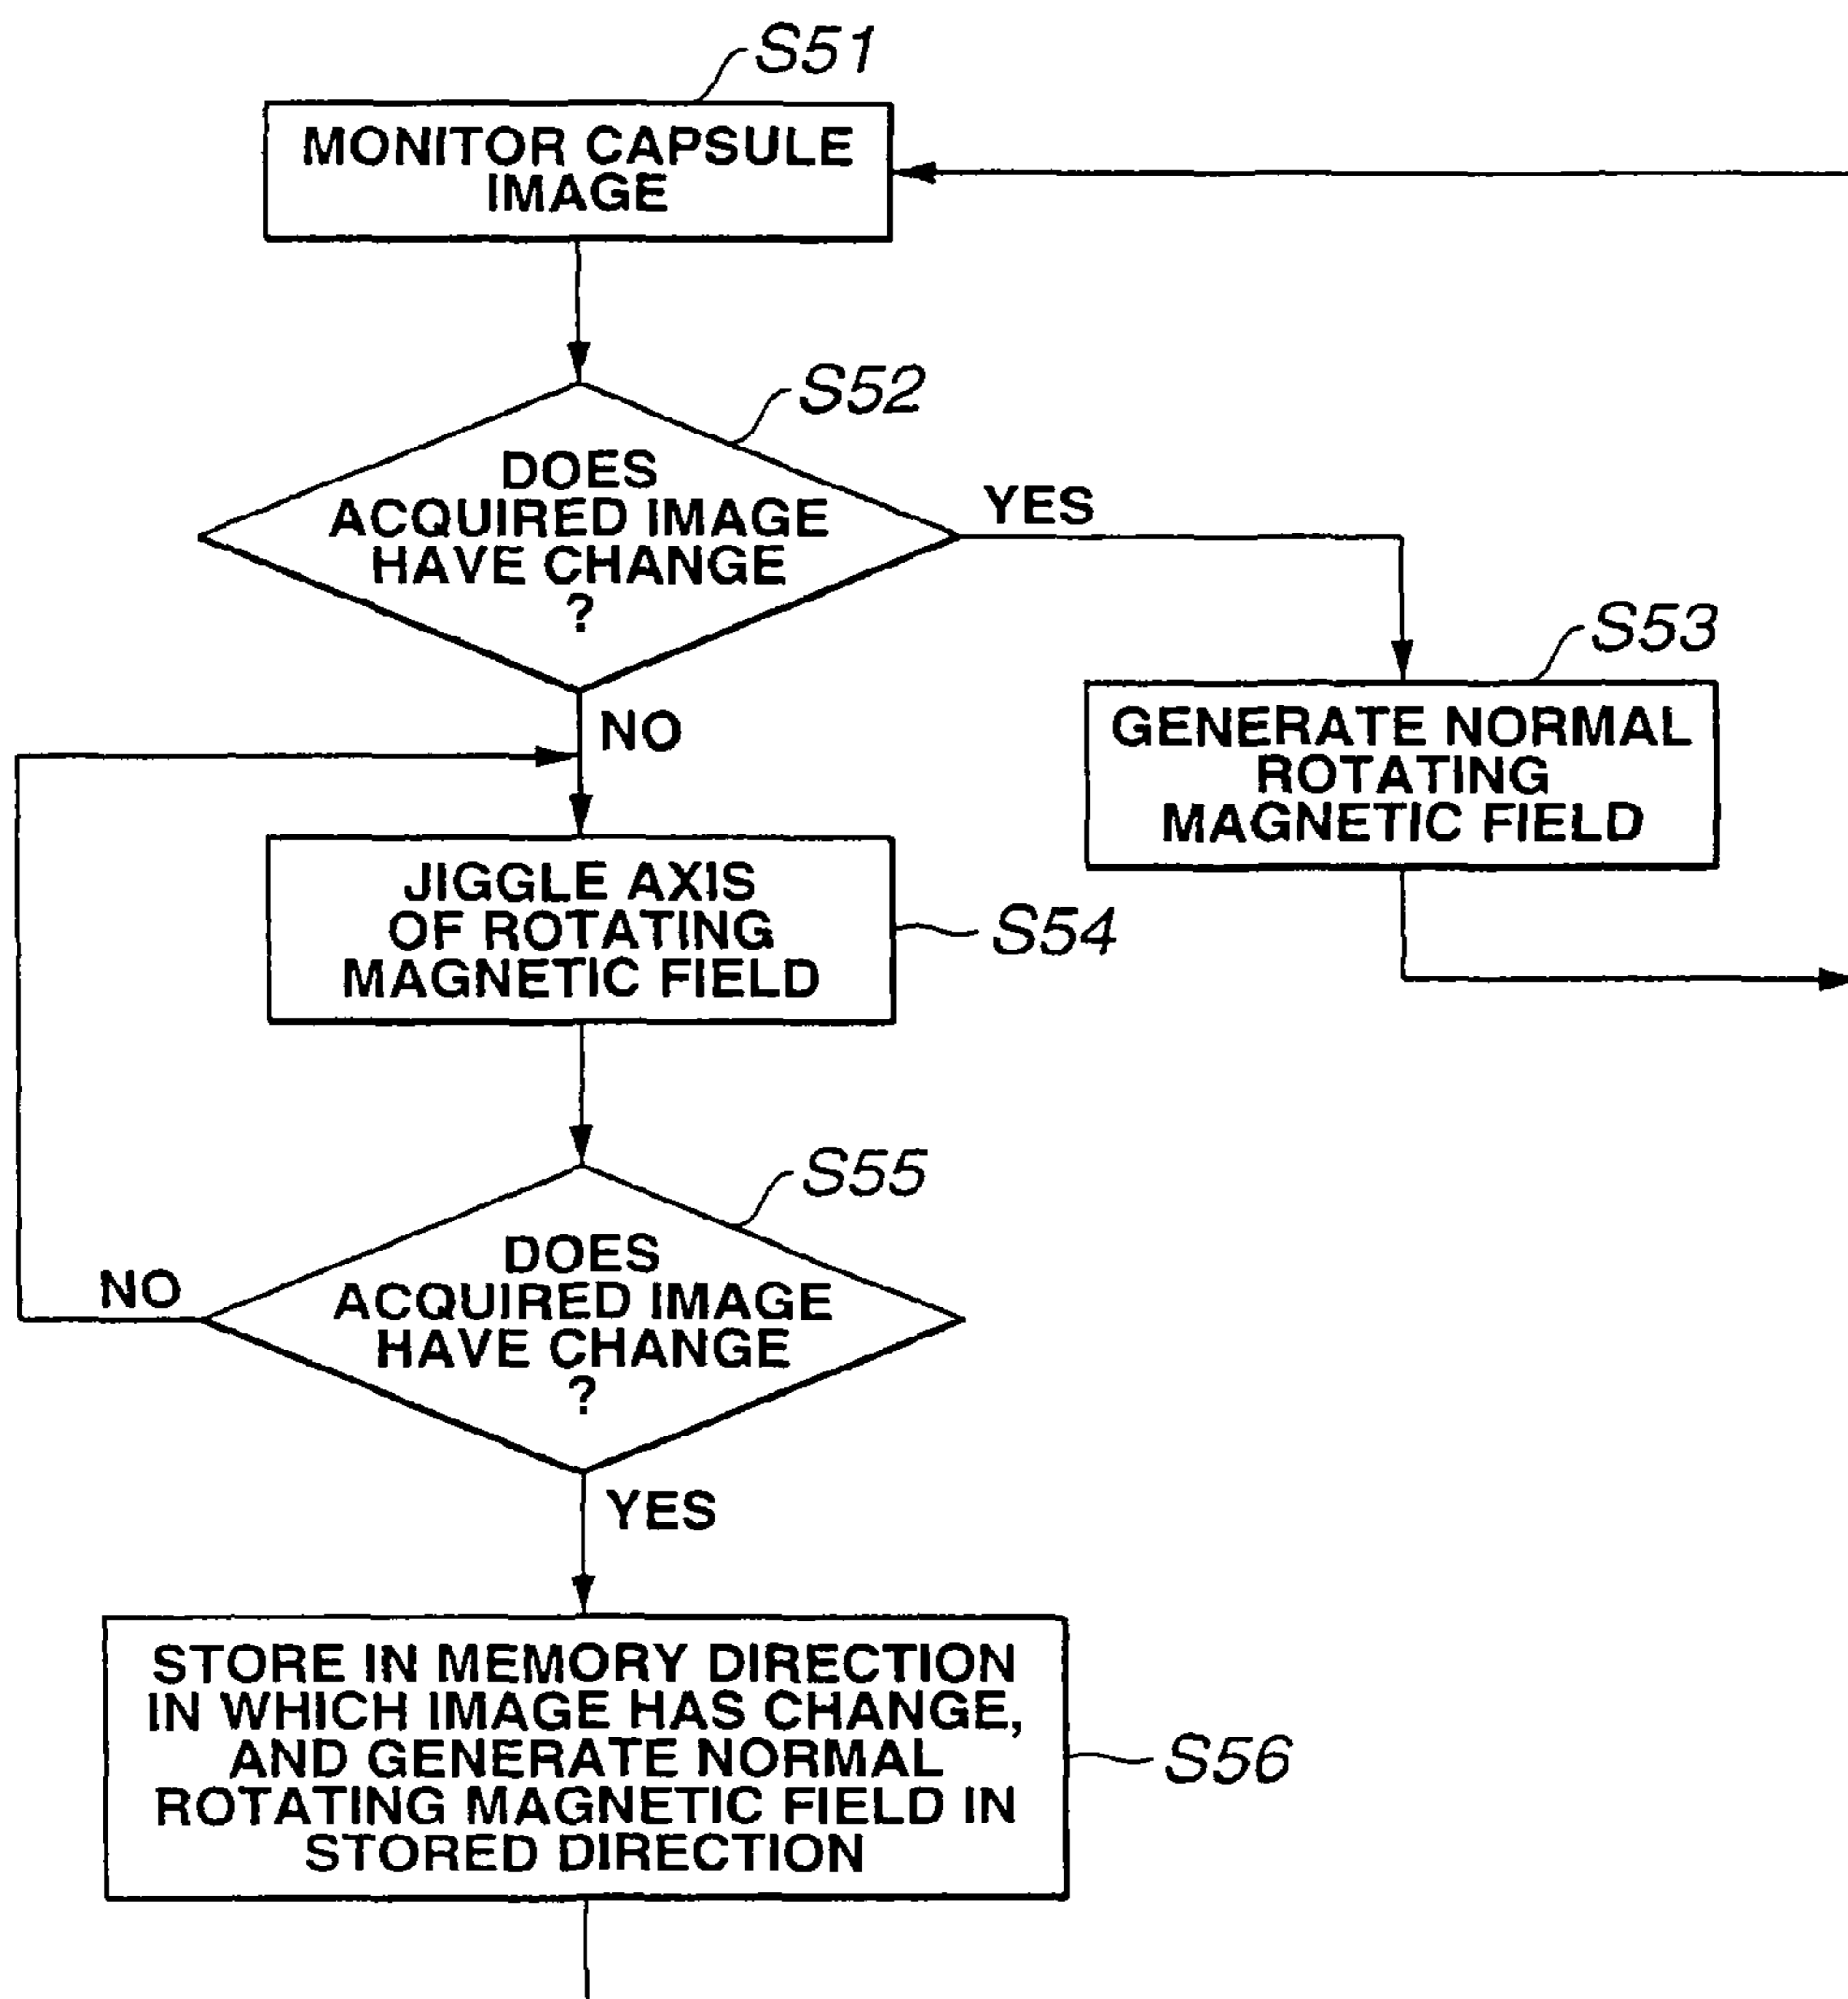 S51
MONITOR CAPSULE
IMAGE
S52
DOES
ACQUIRED IMAGE
HAVE CHANGE
?
YES
NO
S53
GENERATE NORMAL
ROTATING
MAGNETIC FIELD
JIGGLE AXIS
OF ROTATING
MAGNETIC FIELD
S54
S55
DOES
ACQUIRED IMAGE
HAVE CHANGE
?
NO
YES
STORE IN MEMORY DIRECTION
IN WHICH IMAGE HAS CHANGE,
AND GENERATE NORMAL
ROTATING MAGNETIC FIELD IN
STORED DIRECTION
S56